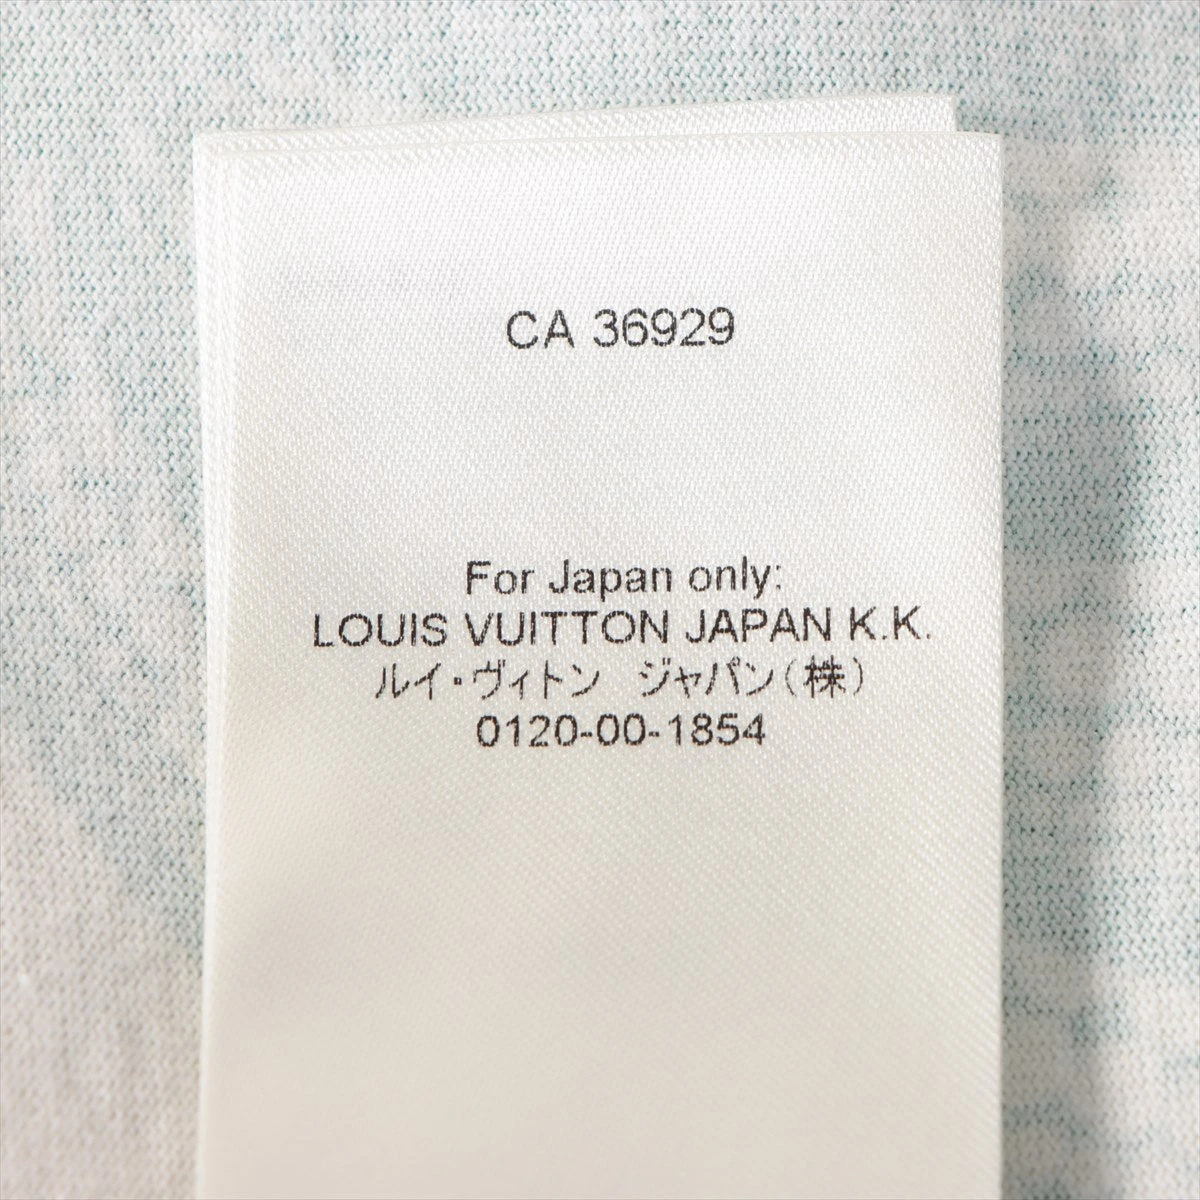 CA 36929
For Japan only:
LOUIS VUITTON JAPAN K.K.
ルイ・ヴィトン　ジャパン（株）
0120-00-1854